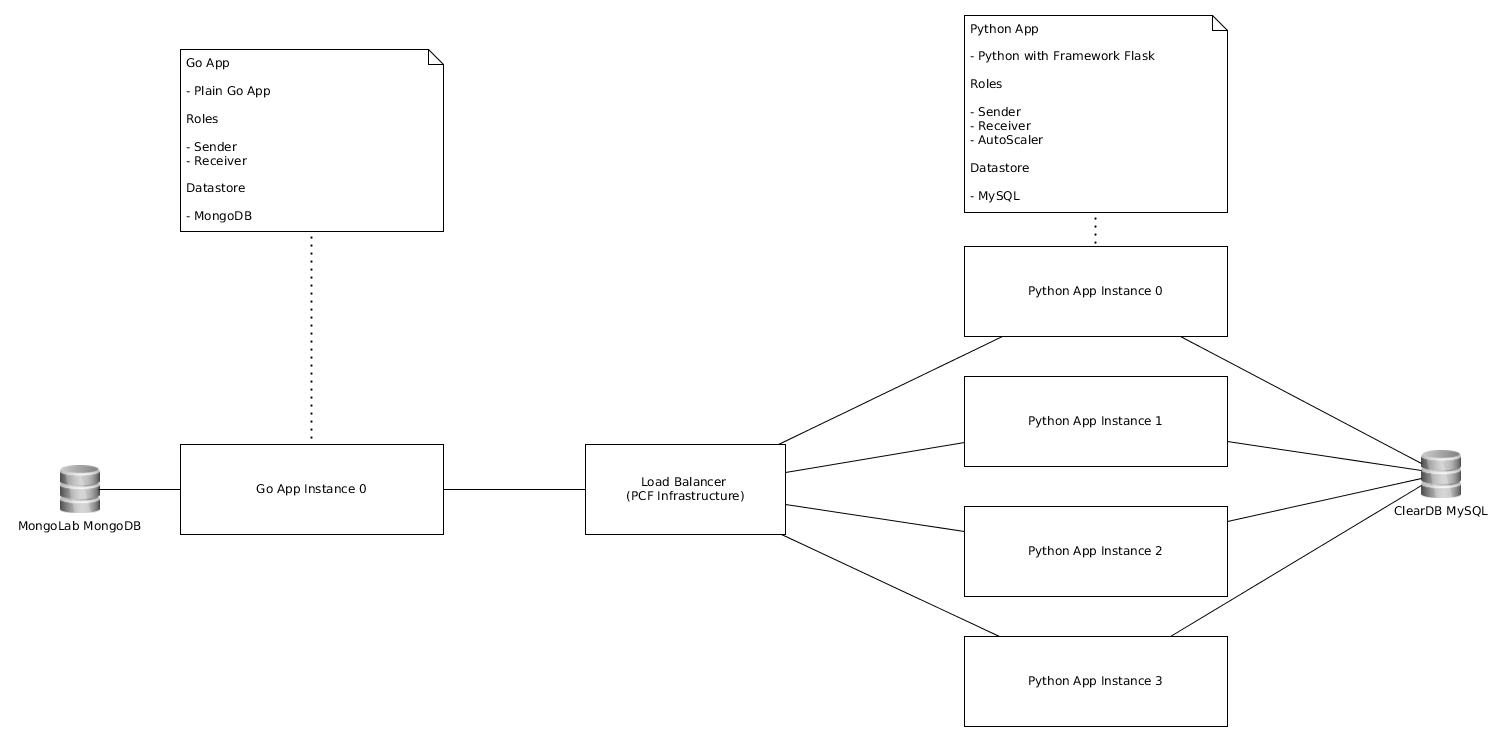 Go App
- Plain Go App
Roles
- Sender
- Receiver
Datastore
- MongoDB
Python App
- Python with Framework Flask
Roles
- Sender
- Receiver
- AutoScaler
Datastore
- MySQL
Python App Instance 0
Python App Instance 1
MongoLab MongoDB
Go App Instance 0
Load Balancer
(PCF Infrastructure)
ClearDB MySQL
Python App Instance 2
Python App Instance 3